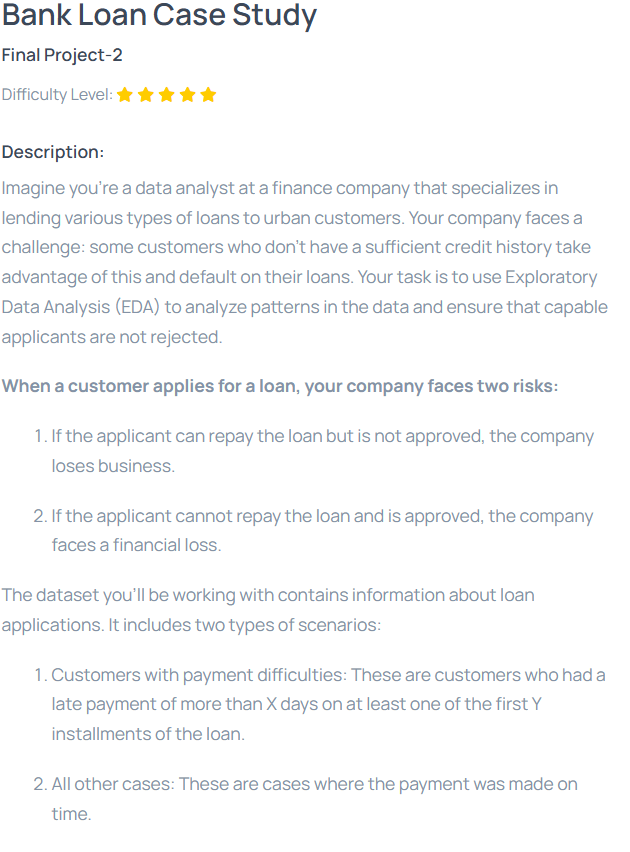 Bank Loan Case Study
Final Project-2
Difficulty Level:
Description:
Imagine you're a data analyst at a finance company that specializes in
lending various types of loans to urban customers. Your company faces a
challenge: some customers who don't have a sufficient credit history take
advantage of this and default on their loans. Your task is to use Exploratory
Data Analysis (EDA) to analyze patterns in the data and ensure that capable
applicants are not rejected.
When a customer applies for a loan, your company faces two risks:
1. If the applicant can repay the loan but is not approved, the company
loses business.
2. If the applicant cannot repay the loan and is approved, the company
faces a financial loss.
The dataset you'll be working with contains information about loan
applications. It includes two types of scenarios:
1. Customers with payment difficulties: These are customers who had a
late payment of more than X days on at least one of the first Y
installments of the loan.
2. All other cases: These are cases where the payment was made on
time.